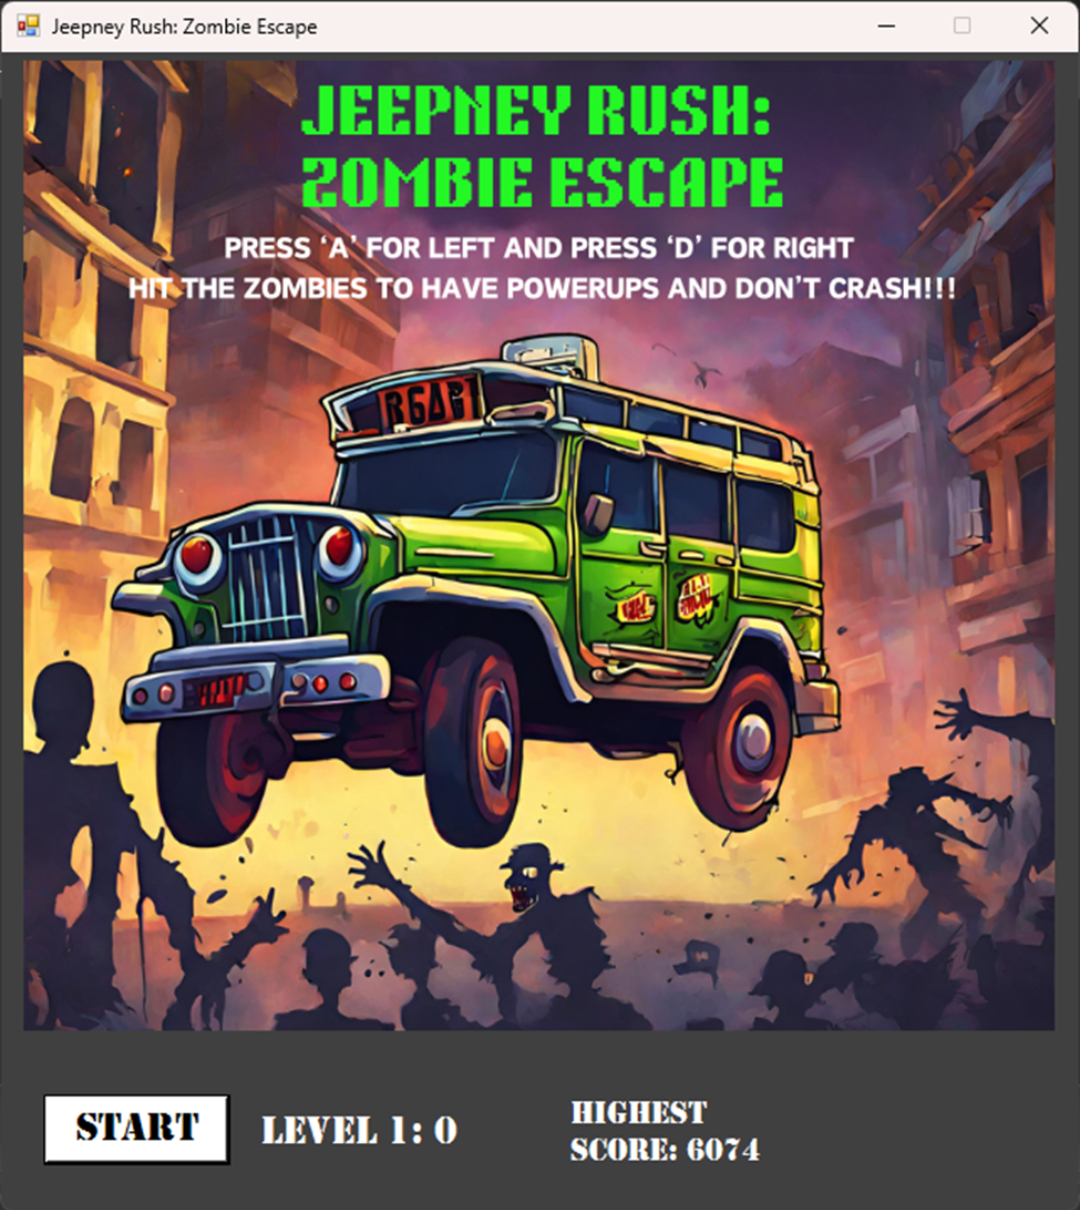 Jeepney Rush: Zombie Escape
JEEPNEY RUSH:
ZOMBIE ESCAPE
PRESS ‘A’ FOR LEFT AND PRESS ‘D’ FOR RIGHT
HIT THE ZOMBIES TO HAVE POWERUPS AND DON’T CRASH!!!
START
LEVEL 1: 0
HIGHEST
SCORE: 6074